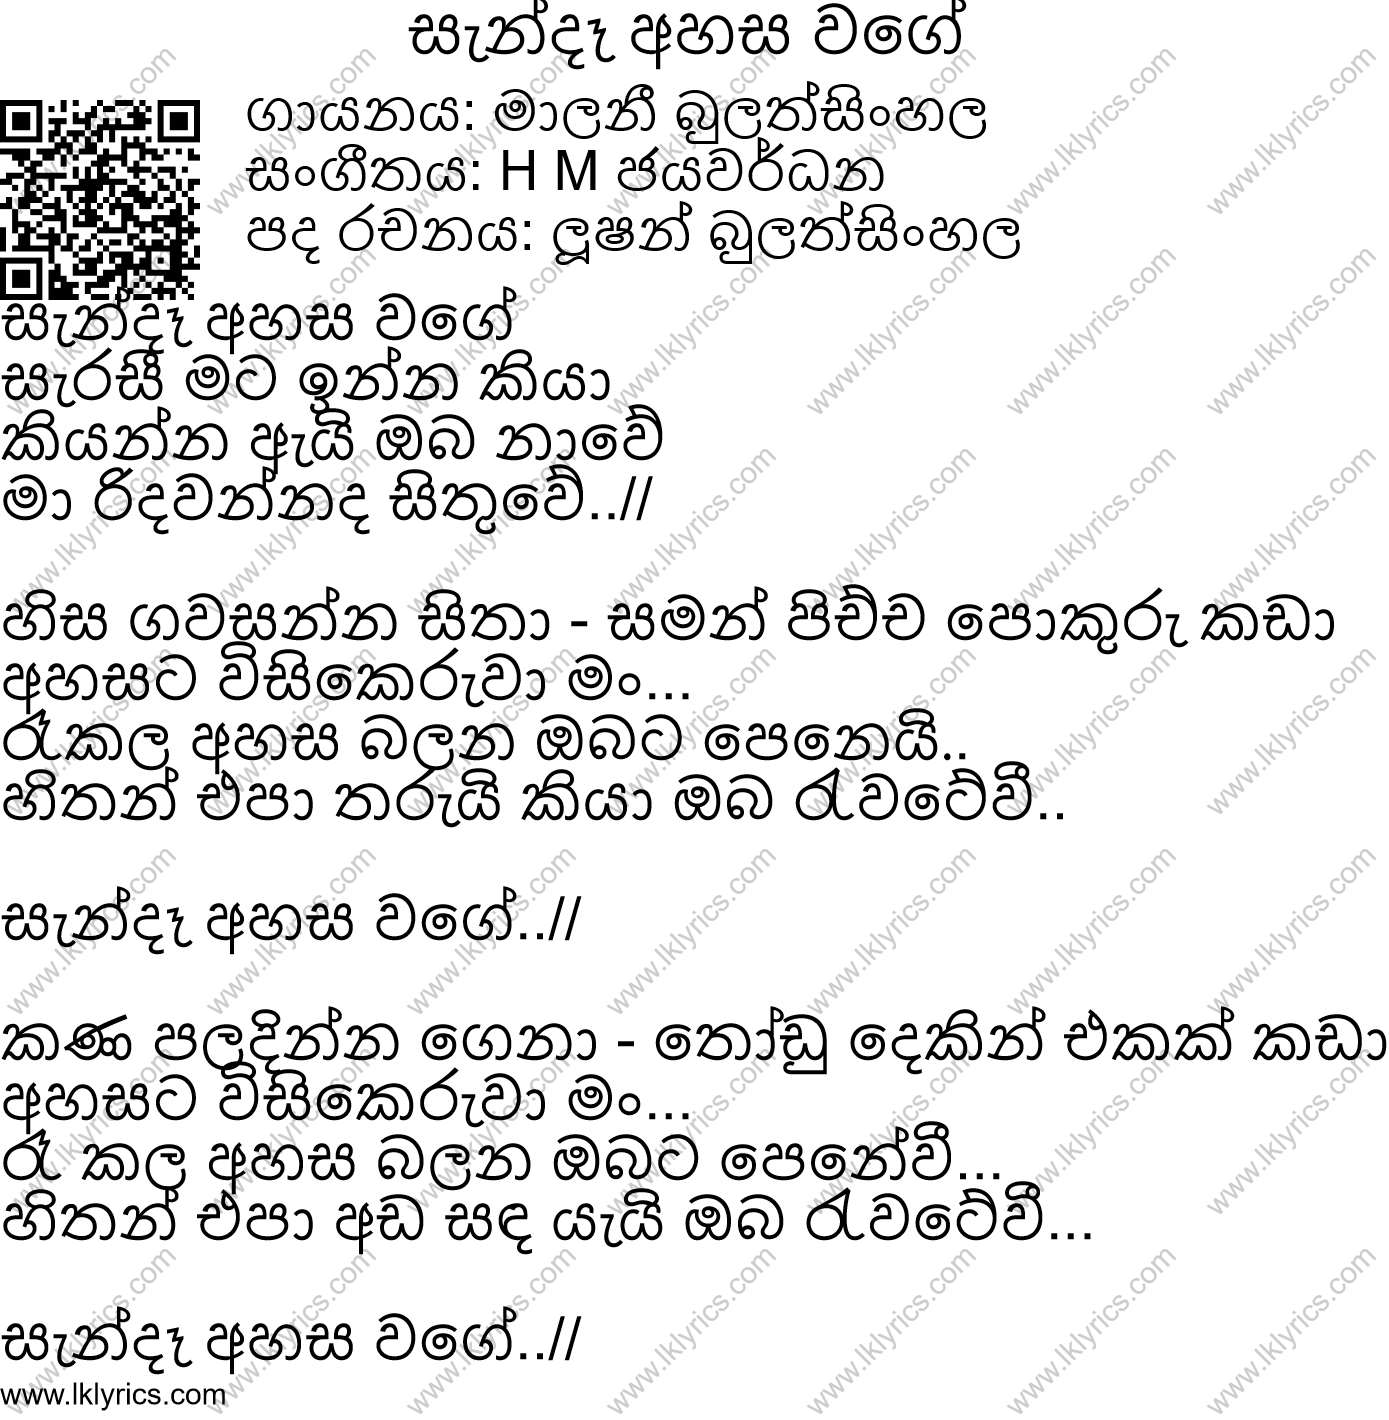 සැන්දෑ අහස වගේ
ගායනය: මාලනී බුලත්සිංහල
සංගීතය: H M ජයවර්ධන
පද රචනය: ලූෂන් බුලත්සිංහල
සැන්දෑ අහස වගේ
සැරසී මට ඉන්න කියා
කියන්න ඇයි ඔබ නාවේ
මා රිදවන්නද සිතුවේ..//
හිස ගවසන්න සිතා - සමන් පිච්ච පොකුරු කඩා
අහසට විසිකෙරුවා මං...
රෑකල අහස බලන ඔබට පෙනෙයි..
හිතන් එපා තරුයි කියා ඔබ රැවටේවී..
සැන්දෑ අහස වගේ..//
කණ පලදින්න ගෙනා - තෝඩු දෙකින් එකක් කඩා
අහසට විසිකෙරුවා මං...
රෑ කල අහස බලන ඔබට පෙනේවී...
හිතන් එපා අඩ සඳ යැයි ඔබ රැවටේවී...
සැන්දෑ අහස වගේ..//
www.lklyrics.com